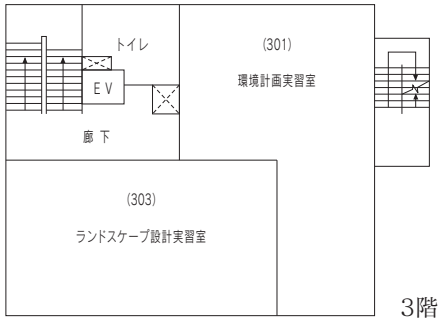 トイレ
(301)
環境計画実習室
EV
廊下
(303)
ランドスケープ設計実習室
3階